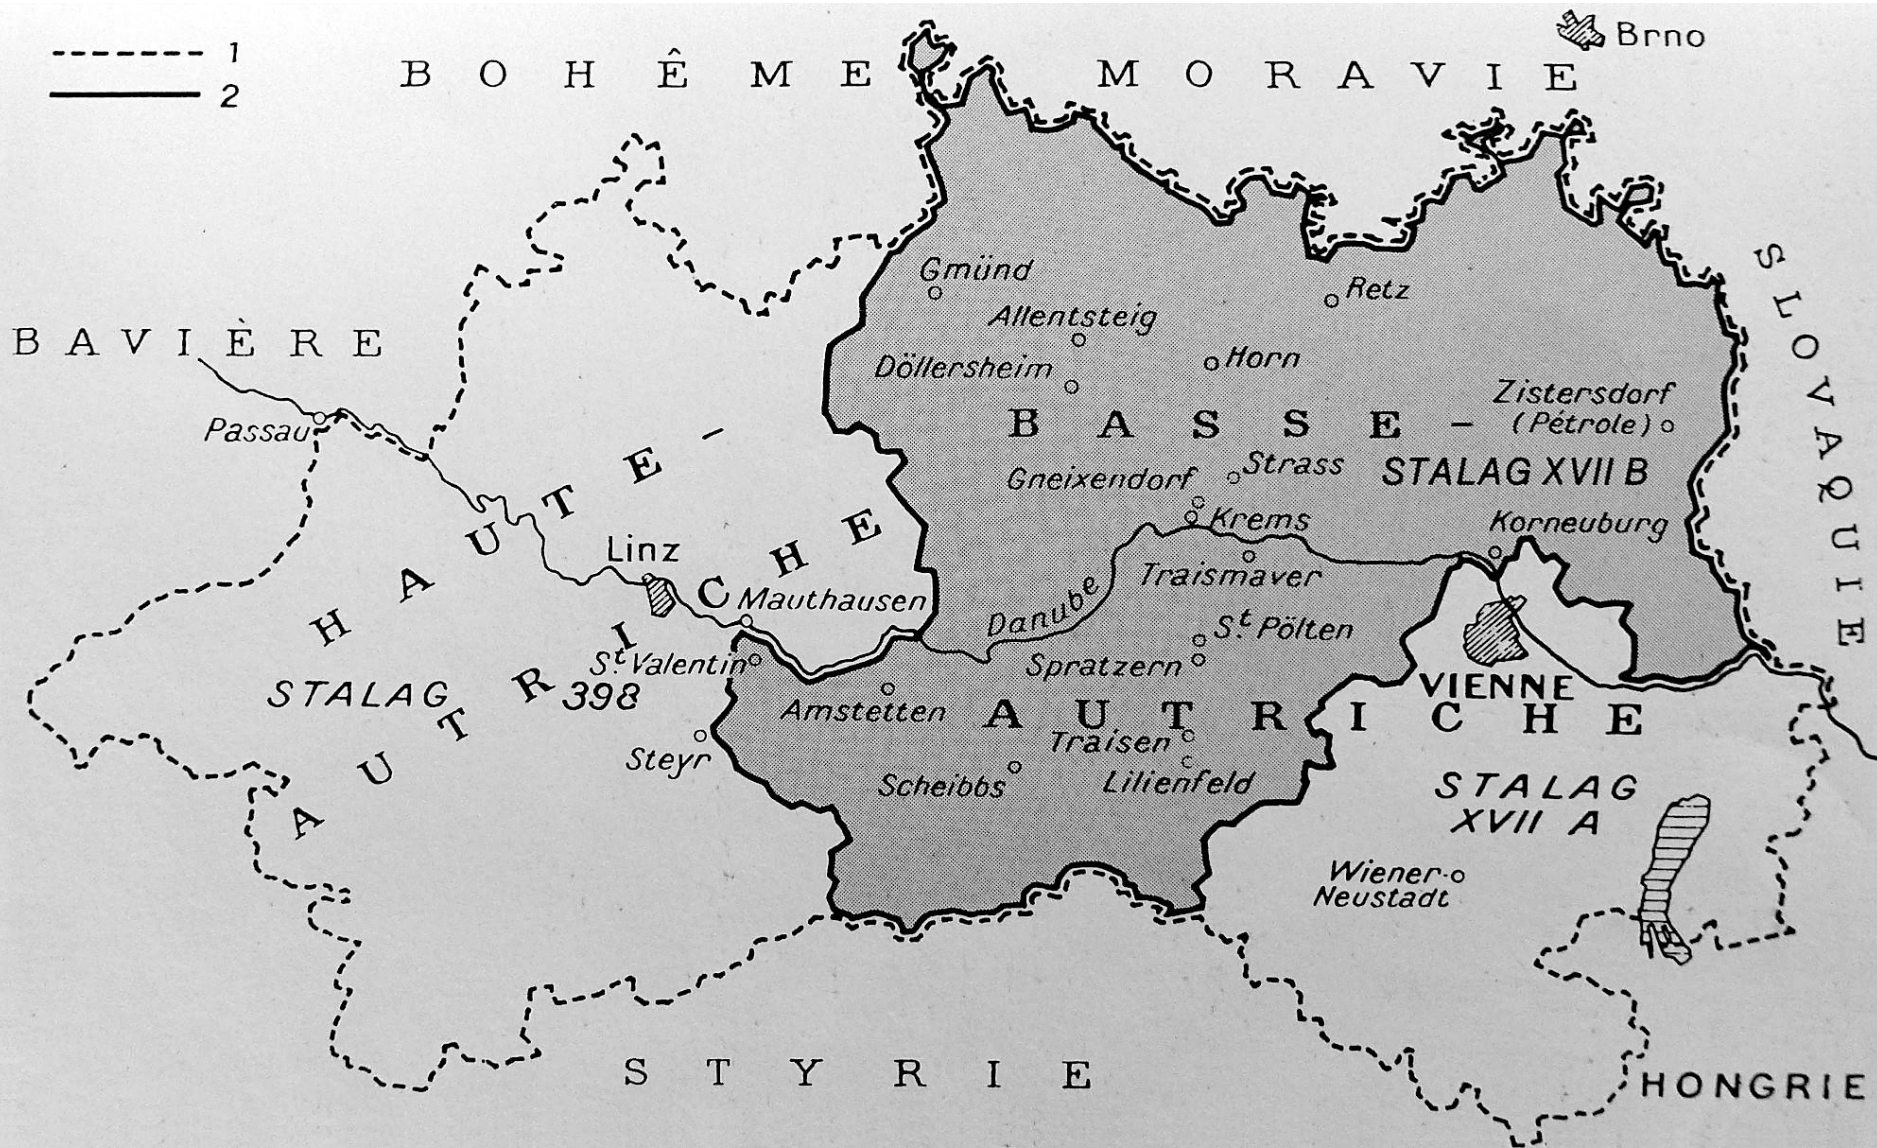 1
2
BOHÊME MORAVIE
Brno
SLOVAQUIE
BAVIÈRE
Passau
Gmünd
Allentsteig
Döllersheim
Retz
Horn
Zistersdorf
(Pétrole)
BASSE-
Gneixendorf
Strass
STALAG XVII B
Krems
Korneuburg
HAUTE-
Linz
Mauthausen
Danube
Traismaver
St. Pölten
St Valentin
Spratzern
STALAG 398
AUTRICHE
Amstetten
VIENNE
AUTRICHE
Steyr
Traisen
Scheibbs
Lilienfeld
STALAG
XVII A
Wiener-
Neustadt
STYRIE
HONGRIE